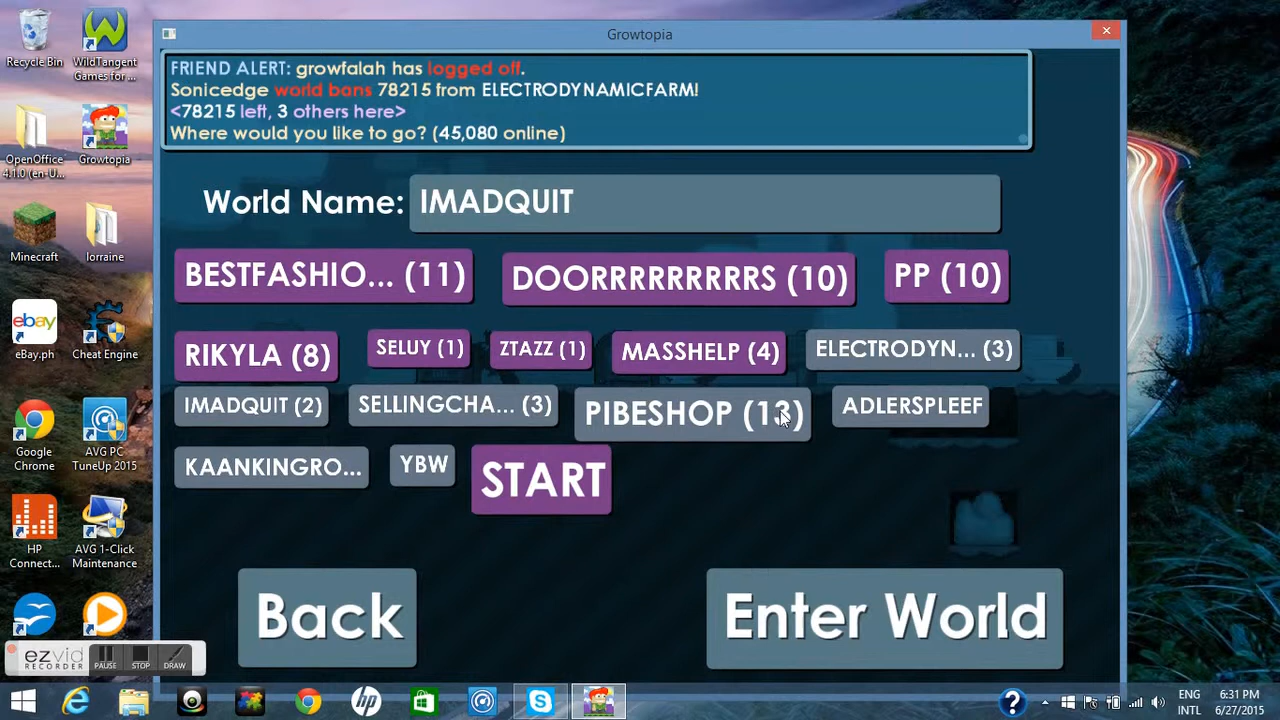 Recycle Bin
WildTangent
Games for ...
OpenOffice
4.1.0 (en-U...
Growtopia
Minecraft
lorraine
eBay.ph
Cheat Engine
Google
Chrome
AVG PC
TuneUp 2015
HP
Connect...
AVG 1-Click
Maintenance
Growtopia
FRIEND ALERT: growfalah has logged off.
Sonicedge world bans 78215 from ELECTRODYNAMICFARM!
<78215 left, 3 others here>
Where would you like to go? (45,080 online)
World Name: IMADQUIT
BESTFASHIO... (11) DOORRRRRRRRRS (10) PP (10)
RIKYLA (8) SELUY (1) ZTAZZ (1) MASSHELP (4) ELECTRODYN... (3)
IMADQUIT (2) SELLINGCHA... (3) PIBESHOP (13) ADLERSPLEEF
KAANKINGRO... YBW START
Back Enter World
ezvid
RECORDER
PAUSE STOP DRAW
ENG 6:31 PM
INTL 6/27/2015